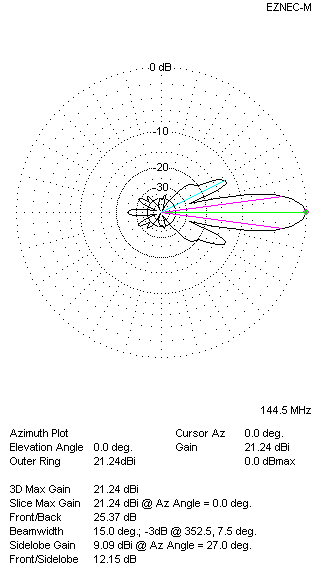 EZNEC-M
0 dB
-10
-20
-30
144.5 MHz
Azimuth Plot Cursor Az 0.0 deg.
Elevation Angle 0.0 deg. Gain 21.24 dBi
Outer Ring 21.24dBi 0.0 dBmax
3D Max Gain 21.24 dBi
Slice Max Gain 21.24 dBi @ Az Angle = 0.0 deg.
Front/Back 25.37 dB
Beamwidth 15.0 deg.; -3dB @ 352.5, 7.5 deg.
Sidelobe Gain 9.09 dBi @ Az Angle = 27.0 deg.
Front/Sidelobe 12.15 dB